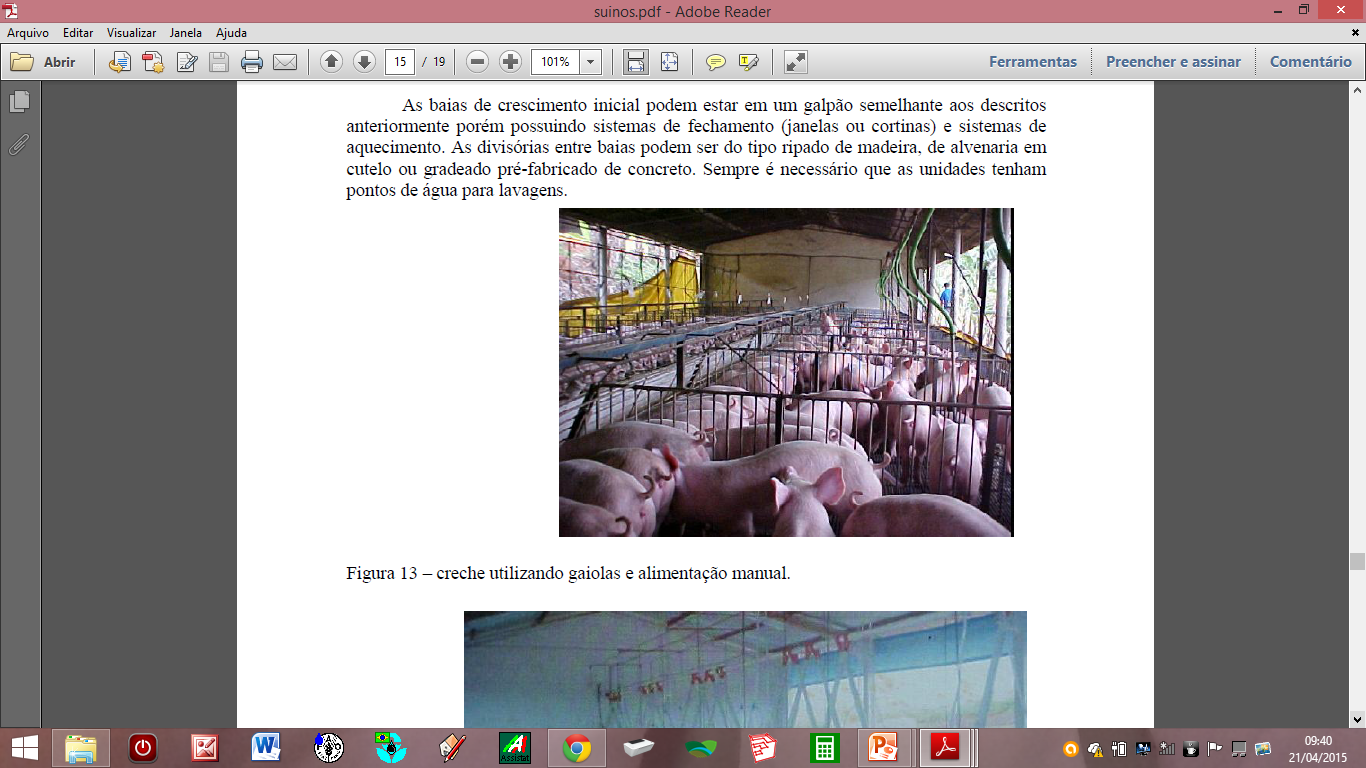 suinos.pdf - Adobe Reader
Arquivo Editar Visualizar Janela Ajuda
Abrir 15 / 19 101% Ferramentas Preencher e assinar Comentário
As baias de crescimento inicial podem estar em um galpão semelhante aos descritos
anteriormente porém possuindo sistemas de fechamento (janelas ou cortinas) e sistemas de
aquecimento. As divisórias entre baias podem ser do tipo ripado de madeira, de alvenaria em
cutelo ou gradeado pré-fabricado de concreto. Sempre é necessário que as unidades tenham
pontos de água para lavagens.
Figura 13 – creche utilizando gaiolas e alimentação manual.
Assistat
09:40
21/04/2015